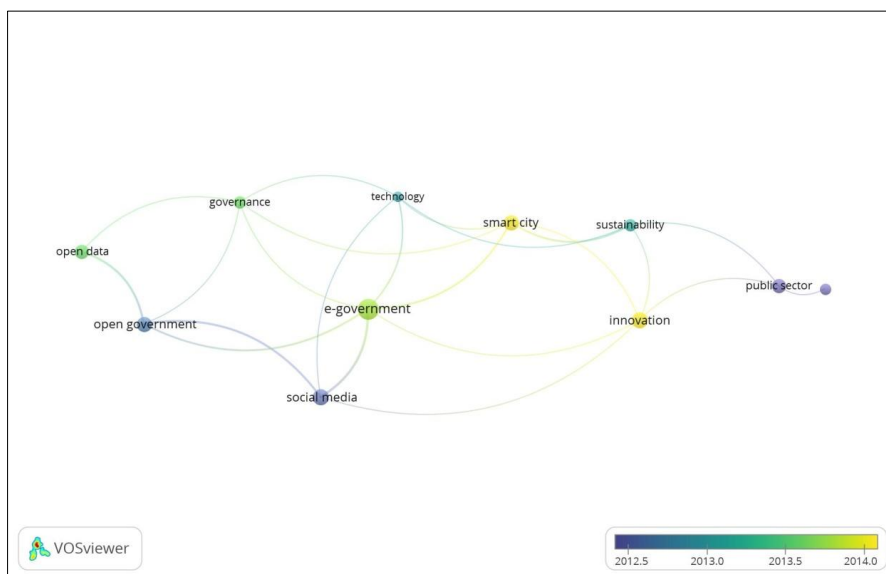 technology
governance
smart city
sustainability
open data
public sector
e-government
open government
innovation
social media
VOSviewer
2012.5 2013.0 2013.5 2014.0